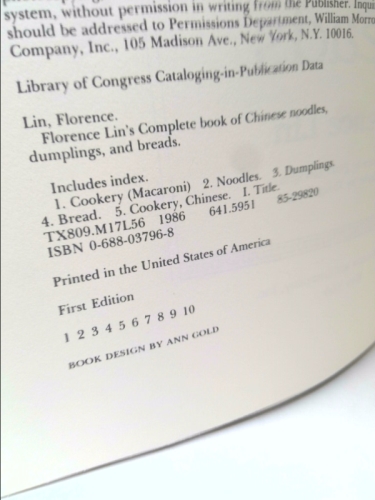 system, without permission in writing from the Publisher. Inqui
should be addressed to Permissions Department, William Morro
Company, Inc., 105 Madison Ave., New York, N.Y. 10016.
Library of Congress Cataloging-in-Publication Data
Lin, Florence.
Florence Lin's Complete book of Chinese noodles,
dumplings, and breads.
Includes index.
1. Cookery (Macaroni) 2. Noodles. 3. Dumplings.
4. Bread. 5. Cookery, Chinese. I. Title.
TX809.M17L56 1986 641.5951 85-29820
ISBN 0-688-03796-8
Printed in the United States of America
First Edition
1 2 3 4 5 6 7 8 9 10
BOOK DESIGN BY ANN GOLD